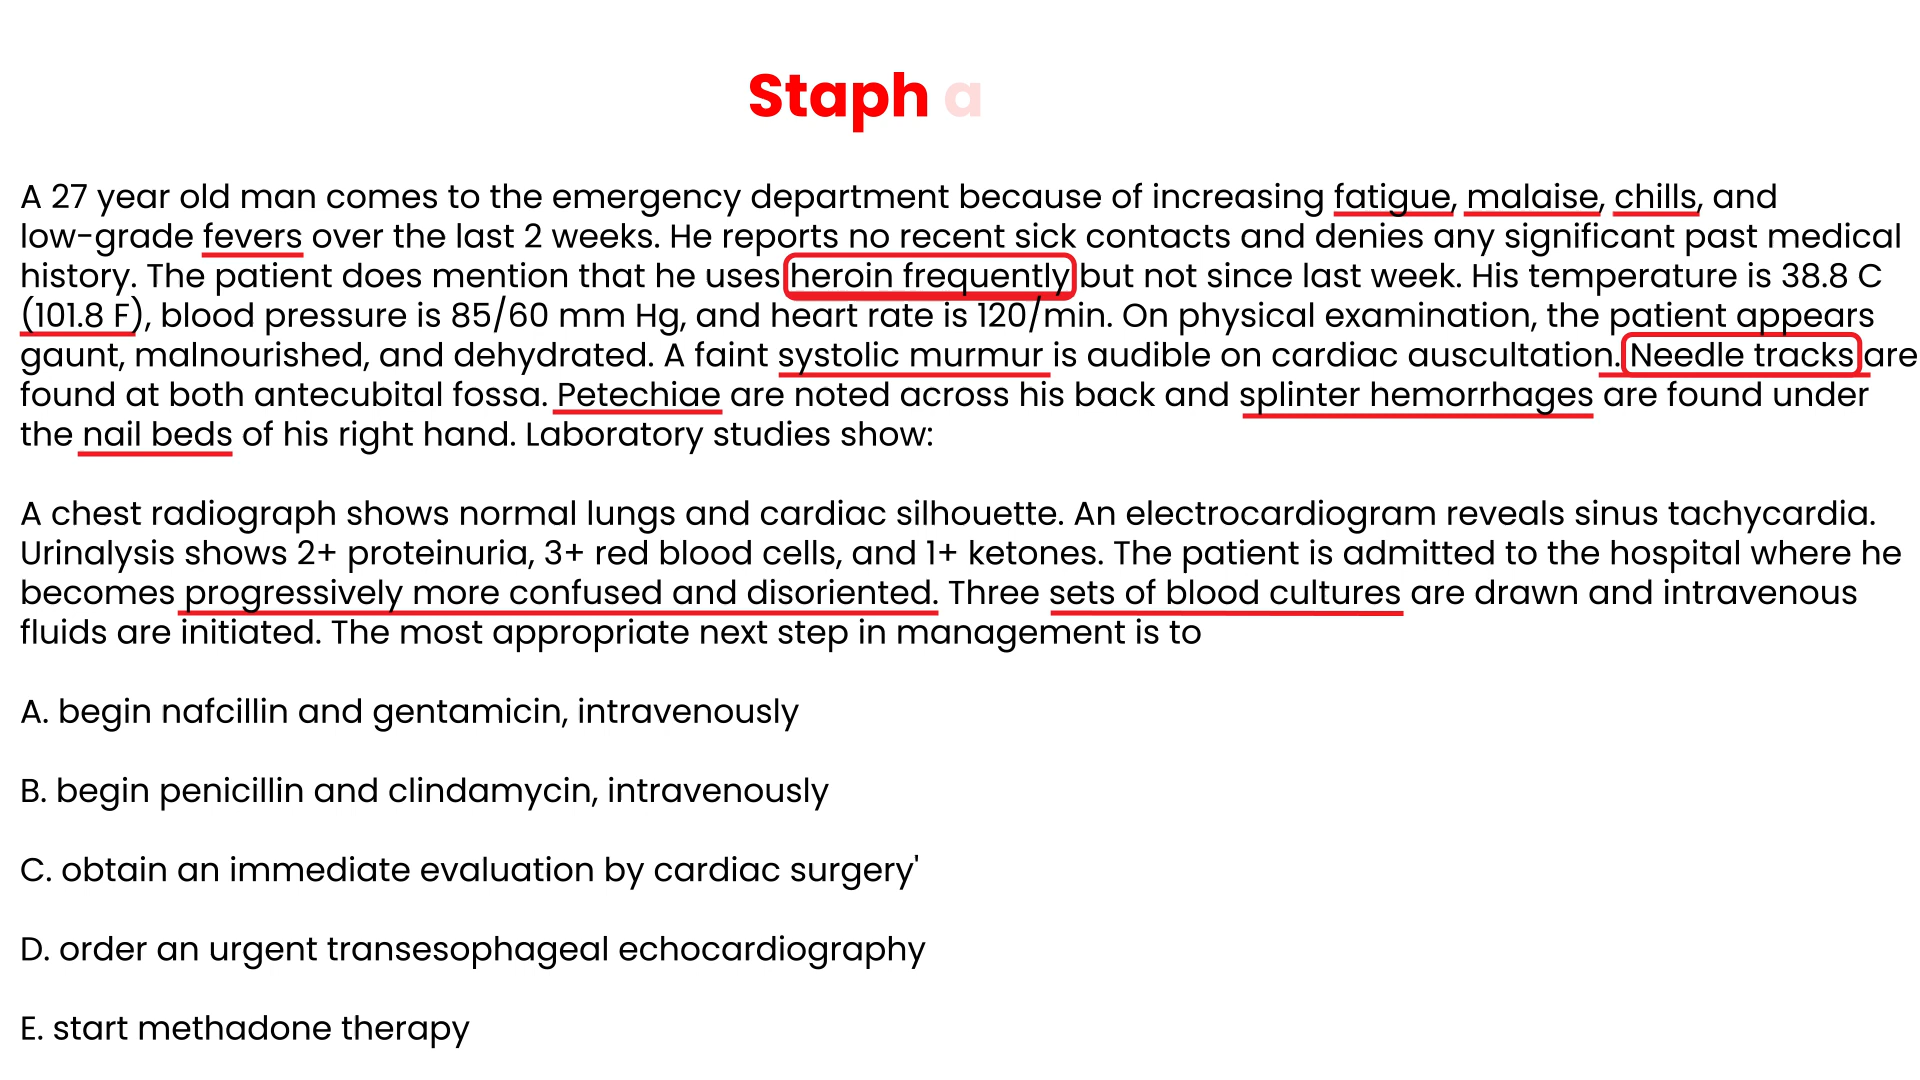 Staph a
A 27 year old man comes to the emergency department because of increasing fatigue, malaise, chills, and
low-grade fevers over the last 2 weeks. He reports no recent sick contacts and denies any significant past medical
history. The patient does mention that he uses heroin frequently but not since last week. His temperature is 38.8 C
(101.8 F), blood pressure is 85/60 mm Hg, and heart rate is 120/min. On physical examination, the patient appears
gaunt, malnourished, and dehydrated. A faint systolic murmur is audible on cardiac auscultation. Needle tracks are
found at both antecubital fossa. Petechiae are noted across his back and splinter hemorrhages are found under
the nail beds of his right hand. Laboratory studies show:
A chest radiograph shows normal lungs and cardiac silhouette. An electrocardiogram reveals sinus tachycardia.
Urinalysis shows 2+ proteinuria, 3+ red blood cells, and 1+ ketones. The patient is admitted to the hospital where he
becomes progressively more confused and disoriented. Three sets of blood cultures are drawn and intravenous
fluids are initiated. The most appropriate next step in management is to
A. begin nafcillin and gentamicin, intravenously
B. begin penicillin and clindamycin, intravenously
C. obtain an immediate evaluation by cardiac surgery'
D. order an urgent transesophageal echocardiography
E. start methadone therapy